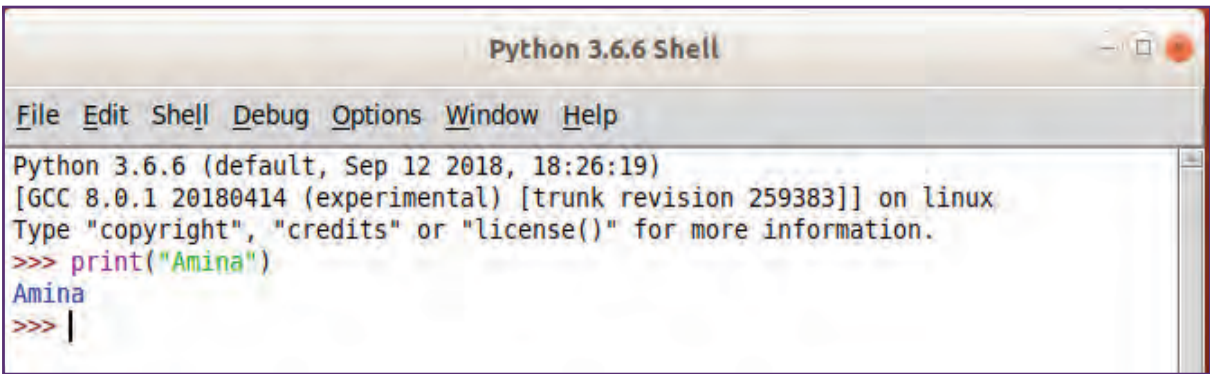 Python 3.6.6 Shell
File Edit Shell Debug Options Window Help
Python 3.6.6 (default, Sep 12 2018, 18:26:19)
[GCC 8.0.1 20180414 (experimental) [trunk revision 259383]] on linux
Type "copyright", "credits" or "license()" for more information.
>>> print("Amina")
Amina
>>>